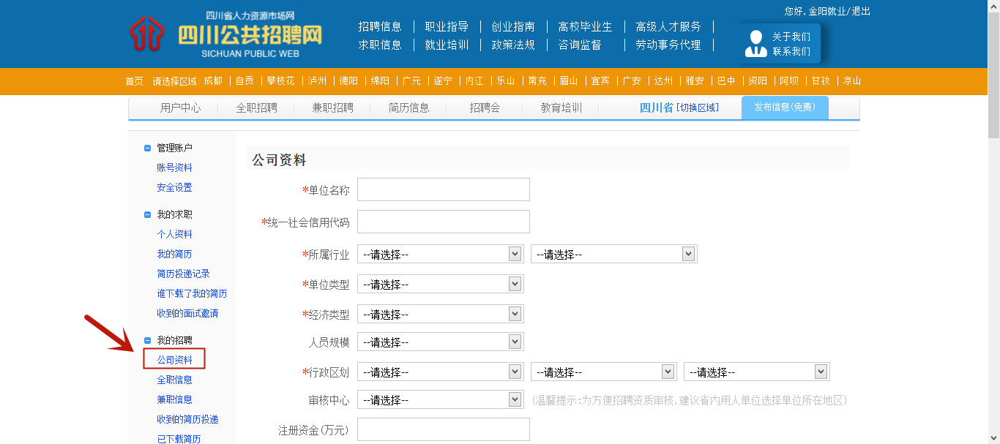 四川省人力资源市场网
四川公共招聘网
SICHUAN PUBLIC WEB
招聘信息 职业指导 创业指南 高校毕业生 高级人才服务
求职信息 就业培训 政策法规 咨询监督 劳动事务代理
您好,金阳就业/退出
关于我们
联系我们
首页 请选择区域: 成都 | 自贡 | 攀枝花 | 泸州 | 德阳 | 绵阳 | 广元 | 遂宁 | 内江 | 乐山 | 南充 | 眉山 | 宜宾 | 广安 | 达州 | 雅安 | 巴中 | 资阳 | 阿坝 | 甘孜 | 凉山
用户中心 全职招聘 兼职招聘 简历信息 招聘会 教育培训 四川省 [切换区域] 发布信息(免费)
管理账户
账号资料
安全设置
我的求职
个人资料
我的简历
简历投递记录
谁下载了我的简历
收到的面试邀请
我的招聘
公司资料
全职信息
兼职信息
收到的简历投递
已下载简历
公司资料
*单位名称
*统一社会信用代码
*所属行业 --请选择-- --请选择--
*单位类型 --请选择--
*经济类型 --请选择--
人员规模 --请选择--
*行政区划 --请选择-- --请选择-- --请选择--
审核中心 --请选择-- (温馨提示:为方便招聘资质审核,建议省内用人单位选择单位所在地区)
注册资金(万元)